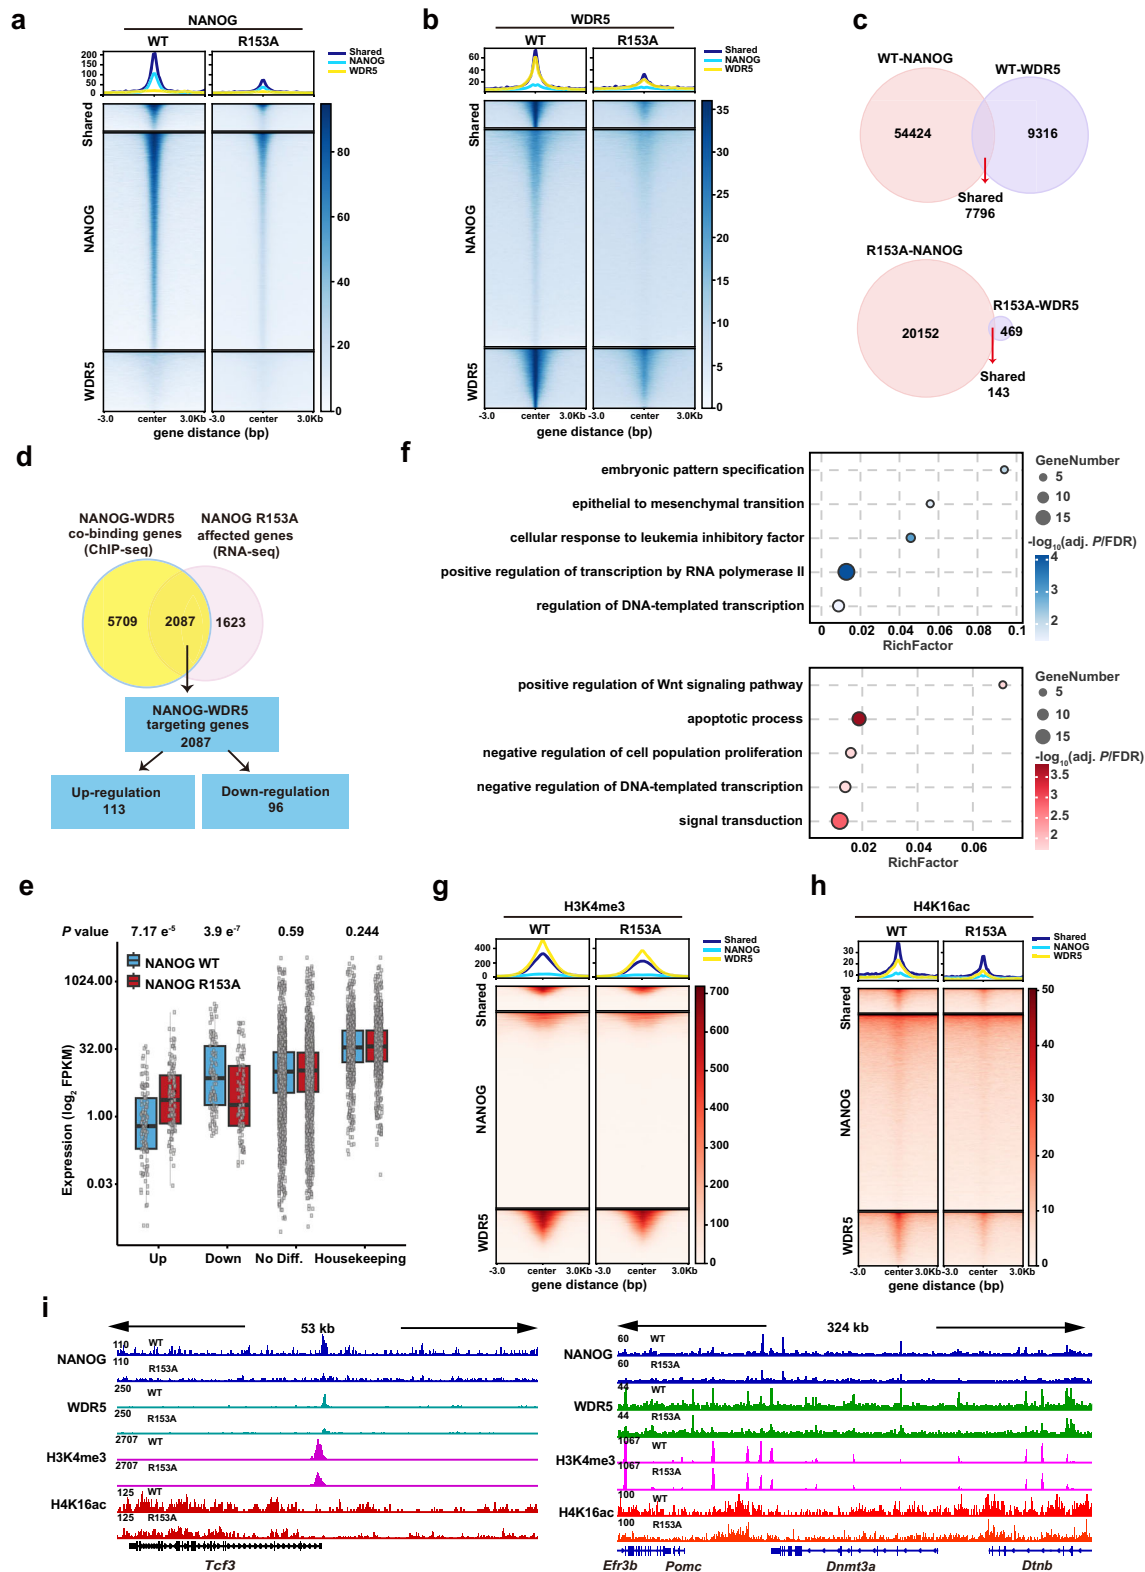 a
NANOG
WT
R153A
Shared
NANOG
WDR5
200
150
100
50
0
Shared
NANOG
WDR5
80
60
40
20
0
-3.0 center 3.0Kb
-3.0 center 3.0Kb
gene distance (bp)
b
WDR5
WT
R153A
Shared
NANOG
WDR5
60
40
20
Shared
NANOG
WDR5
35
30
25
20
15
10
5
0
-3.0 center 3.0Kb
-3.0 center 3.0Kb
gene distance (bp)
c
WT-NANOG
WT-WDR5
54424
9316
Shared
7796
R153A-NANOG
R153A-WDR5
20152
469
Shared
143
d
NANOG-WDR5
co-binding genes
(ChIP-seq)
NANOG R153A
affected genes
(RNA-seq)
5709
2087
1623
NANOG-WDR5
targeting genes
2087
Up-regulation
113
Down-regulation
96
f
embryonic pattern specification
epithelial to mesenchymal transition
cellular response to leukemia inhibitory factor
positive regulation of transcription by RNA polymerase II
regulation of DNA-templated transcription
0 0.02 0.04 0.06 0.08 0.1
RichFactor
GeneNumber
5
10
15
-log10(adj. P/FDR)
4
3
2
positive regulation of Wnt signaling pathway
apoptotic process
negative regulation of cell population proliferation
negative regulation of DNA-templated transcription
signal transduction
0.02 0.04 0.06
RichFactor
GeneNumber
5
10
15
-log10(adj. P/FDR)
3.5
3
2.5
2
e
P value 7.17 e-5 3.9 e-7 0.59 0.244
NANOG WT
NANOG R153A
Expression (log2 FPKM)
1024.00
32.00
1.00
0.03
Up Down No Diff. Housekeeping
g
H3K4me3
WT
R153A
Shared
NANOG
WDR5
400
200
0
Shared
NANOG
WDR5
700
600
500
400
300
200
100
0
-3.0 center 3.0Kb
-3.0 center 3.0Kb
gene distance (bp)
h
H4K16ac
WT
R153A
Shared
NANOG
WDR5
30
20
10
Shared
NANOG
WDR5
50
40
30
20
10
0
-3.0 center 3.0Kb
-3.0 center 3.0Kb
gene distance (bp)
i
53 kb
NANOG
110 WT
110 R153A
WDR5
250 WT
250 R153A
H3K4me3
2707 WT
2707 R153A
H4K16ac
125 WT
125 R153A
Tcf3
324 kb
NANOG
60 WT
60 R153A
WDR5
44 WT
44 R153A
H3K4me3
1067 WT
1067 R153A
H4K16ac
100 WT
100 R153A
Efr3b Pomc Dnmt3a Dtnb